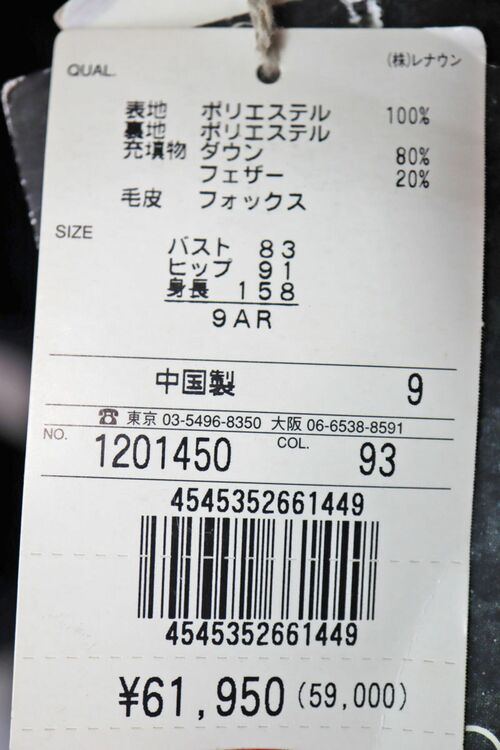 QUAL. (株)レナウン
表地 ポリエステル 100%
裏地 ポリエステル
充填物 ダウン 80%
フェザー 20%
毛皮 フォックス
SIZE
バスト 83
ヒップ 91
身長 158
9AR
中国製 9
☎ 東京 03-5496-8350 大阪 06-6538-8591
NO. 1201450 COL. 93
4545352661449
4545352661449
¥61,950 (59,000)